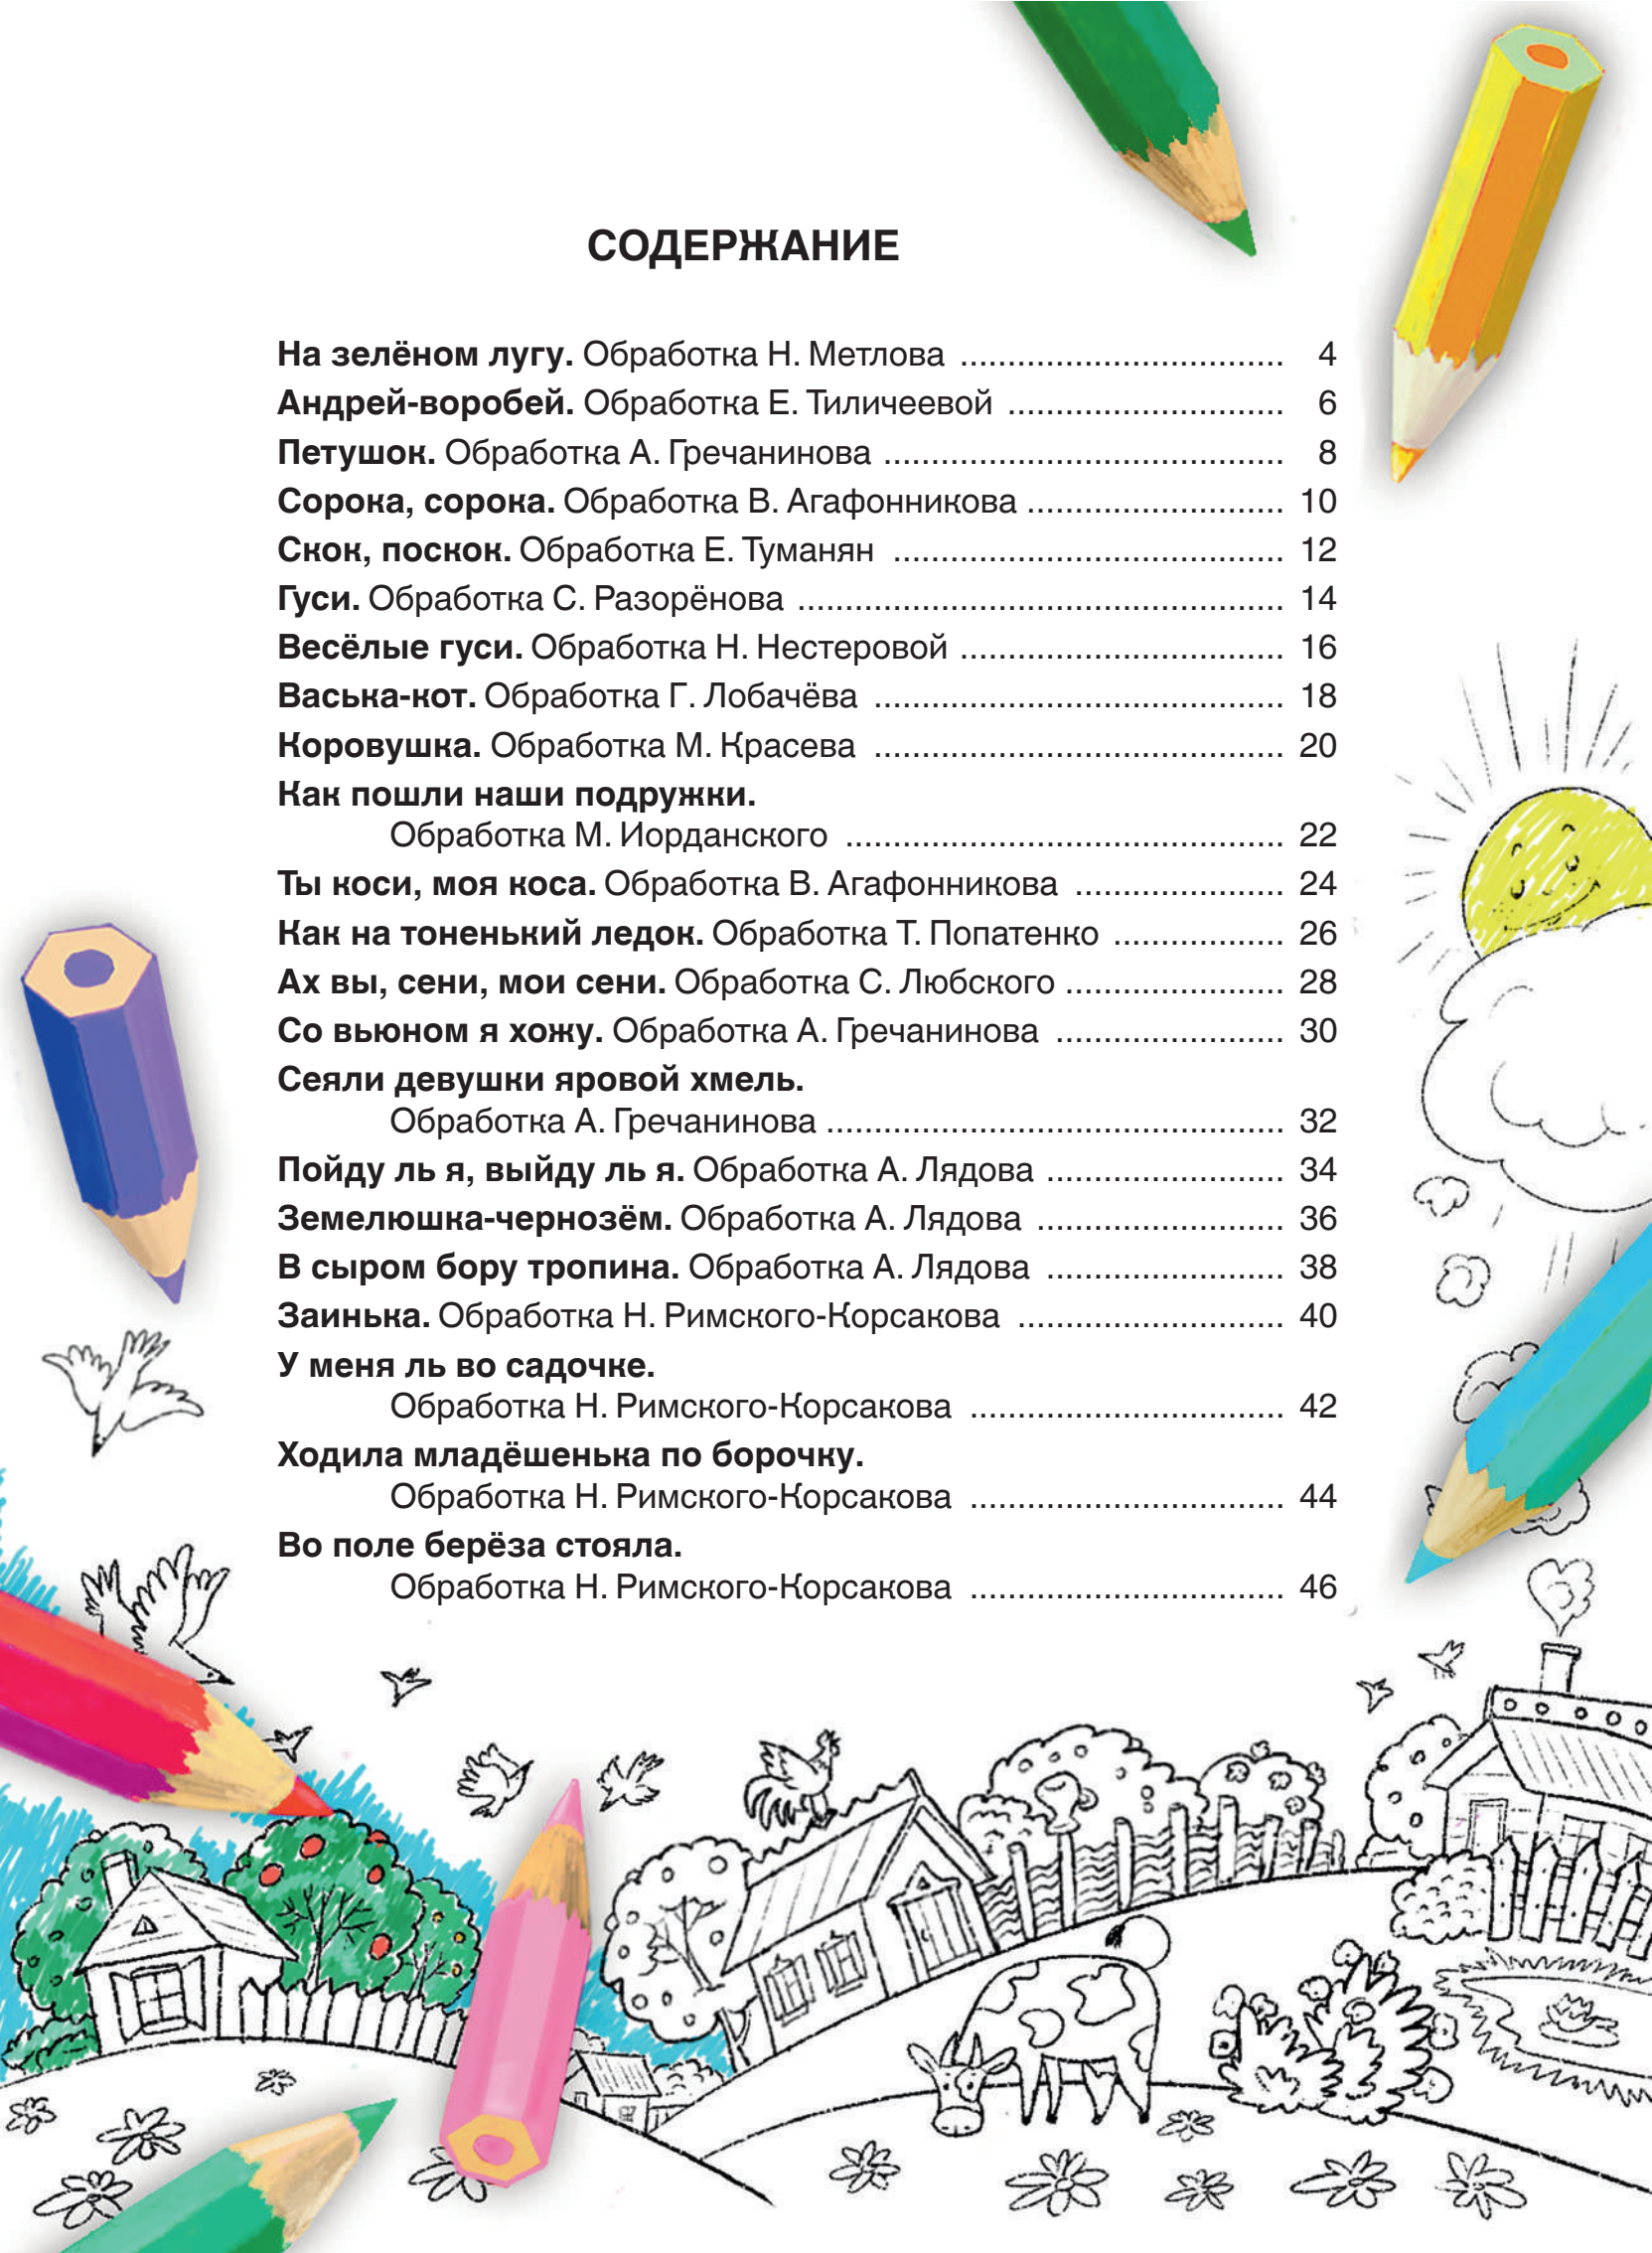 СОДЕРЖАНИЕ
На зелёном лугу. Обработка Н. Метлова .................................. 4
Андрей-воробей. Обработка Е. Тиличеевой ............................. 6
Петушок. Обработка А. Гречанинова .......................................... 8
Сорока, сорока. Обработка В. Агафонникова ........................... 10
Скок, поскок. Обработка Е. Туманян ......................................... 12
Гуси. Обработка С. Разорёнова ................................................... 14
Весёлые гуси. Обработка Н. Нестеровой .................................. 16
Васька-кот. Обработка Г. Лобачёва ........................................... 18
Коровушка. Обработка М. Красева ........................................... 20
Как пошли наши подружки.
Обработка М. Иорданского .............................................. 22
Ты коси, моя коса. Обработка В. Агафонникова ...................... 24
Как на тоненький ледок. Обработка Т. Попатенко .................. 26
Ах вы, сени, мои сени. Обработка С. Любского ....................... 28
Со вьюном я хожу. Обработка А. Гречанинова ........................ 30
Сеяли девушки яровой хмель.
Обработка А. Гречанинова ................................................ 32
Пойду ль я, выйду ль я. Обработка А. Лядова ......................... 34
Земелюшка-чернозём. Обработка А. Лядова .......................... 36
В сыром бору тропина. Обработка А. Лядова ......................... 38
Заинька. Обработка Н. Римского-Корсакова ............................ 40
У меня ль во садочке.
Обработка Н. Римского-Корсакова ................................. 42
Ходила младёшенька по борочку.
Обработка Н. Римского-Корсакова ................................. 44
Во поле берёза стояла.
Обработка Н. Римского-Корсакова ................................. 46